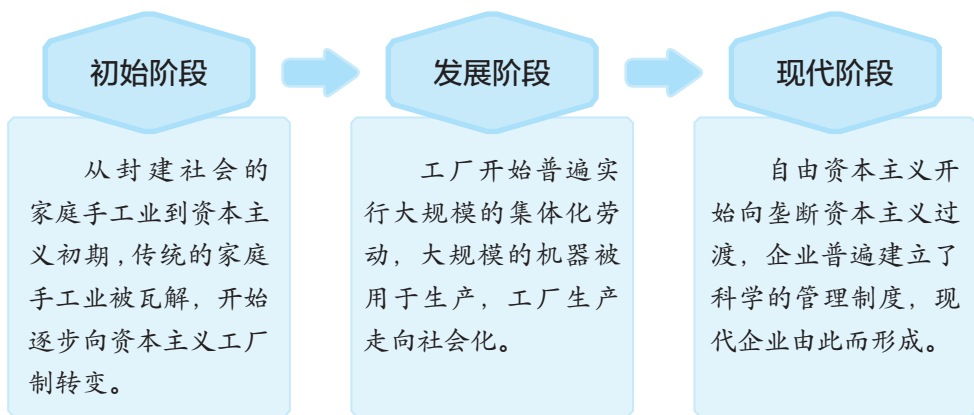 初始阶段
从封建社会的
家庭手工业到资本主
义初期，传统的家庭
手工业被瓦解，开始
逐步向资本主义工厂
制转变。
发展阶段
工厂开始普遍实
行大规模的集体化劳
动，大规模的机器被
用于生产，工厂生产
走向社会化。
现代阶段
自由资本主义开
始向垄断资本主义过
渡，企业普遍建立了
科学的管理制度，现
代企业由此而形成。